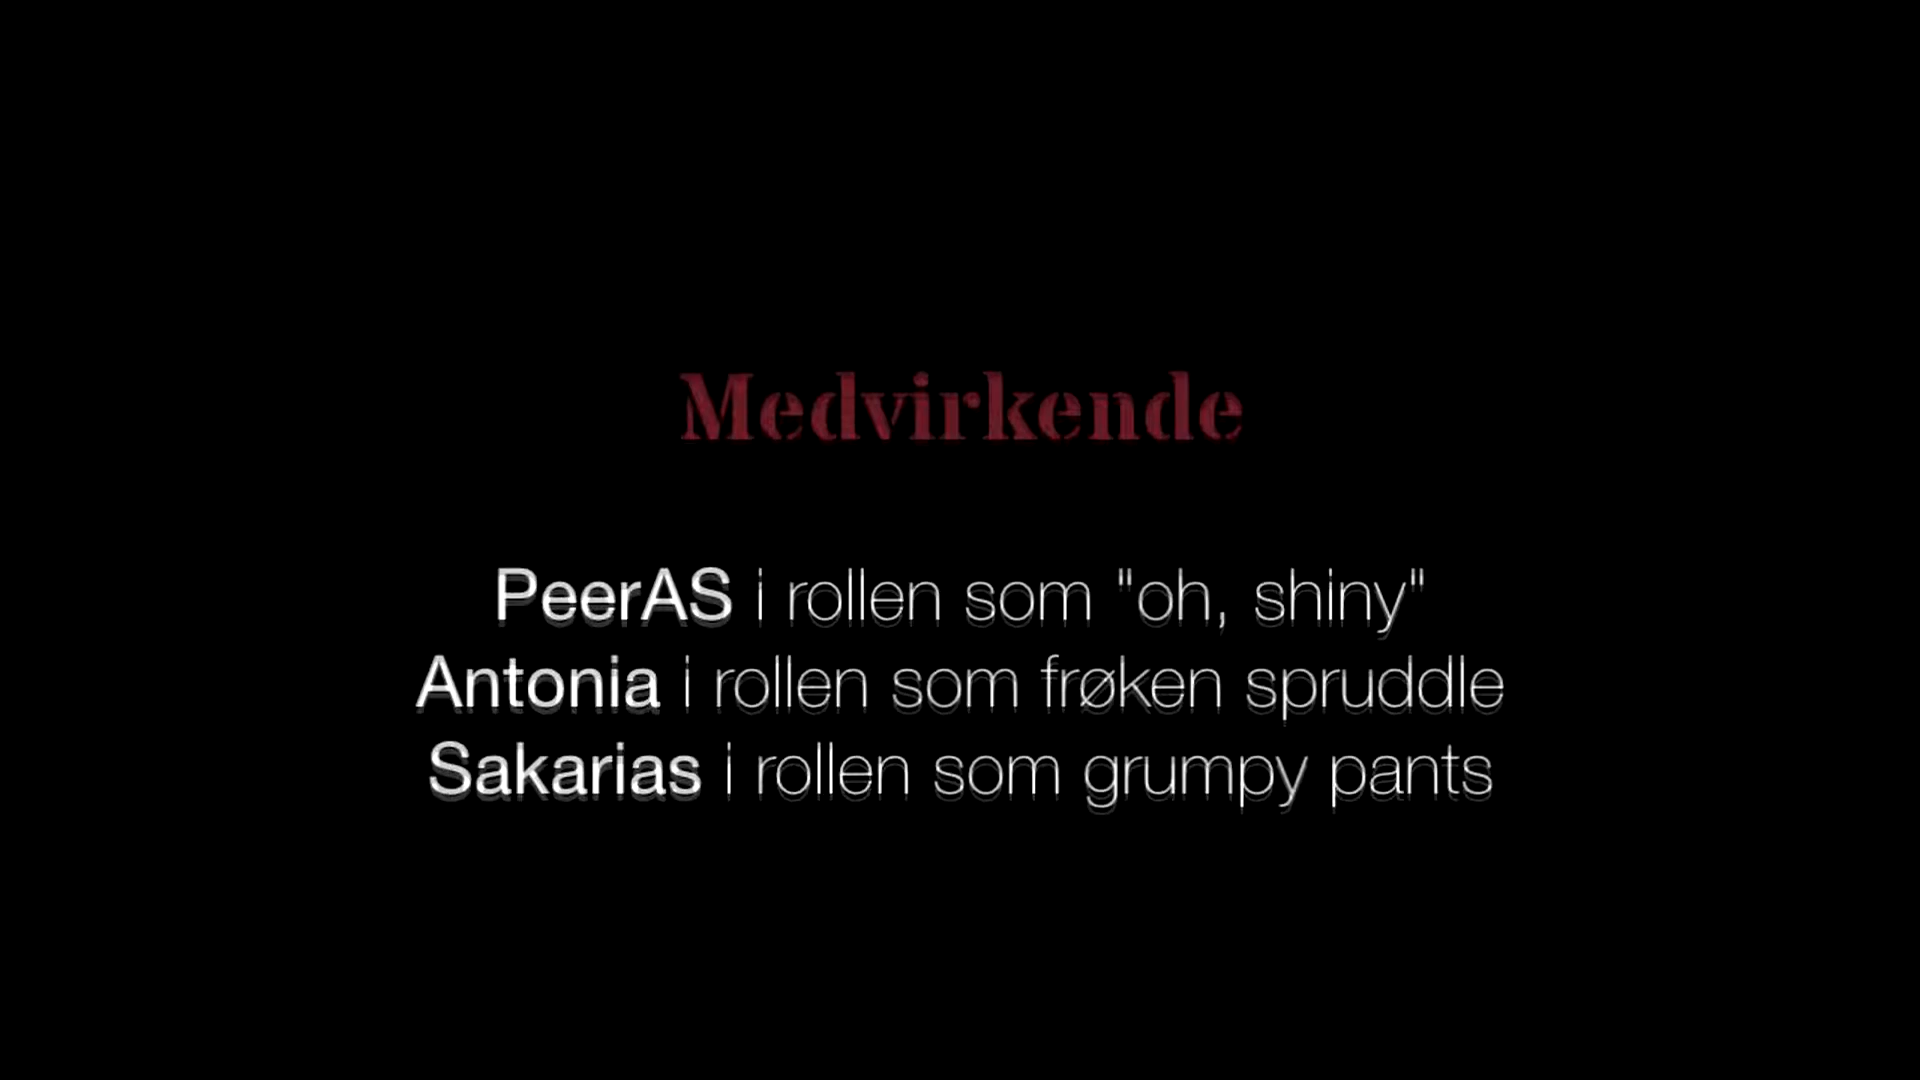 Medvirkende
PeerAS i rollen som "oh, shiny"
Antonia i rollen som frøken spruddle
Sakarias i rollen som grumpy pants